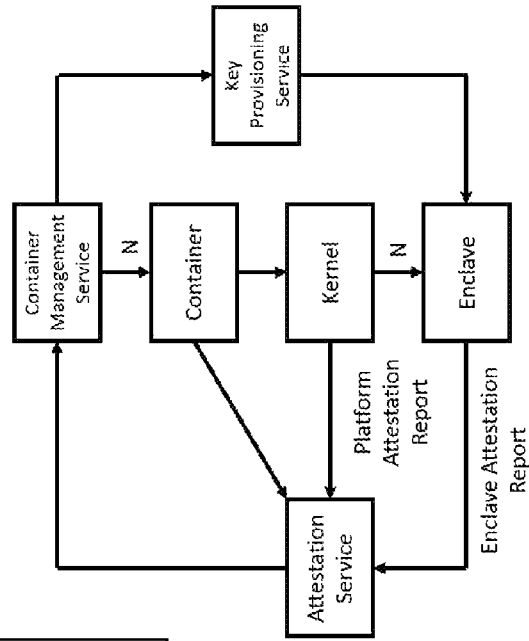 Container
Management
Service
N
Container
Kernel
N
Enclave
Key
Provisioning
Service
Platform
Attestation
Report
Attestation
Service
Enclave Attestation
Report